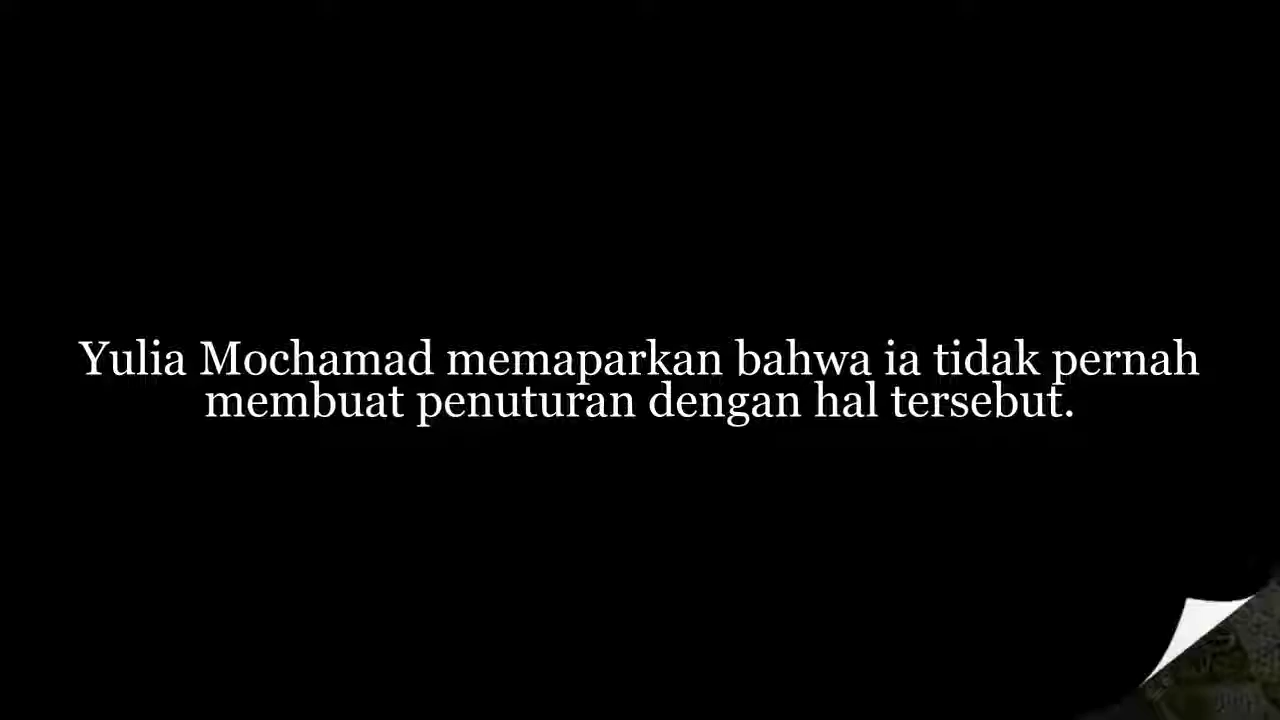 Yulia Mochamad memaparkan bahwa ia tidak pernah
membuat penuturan dengan hal tersebut.